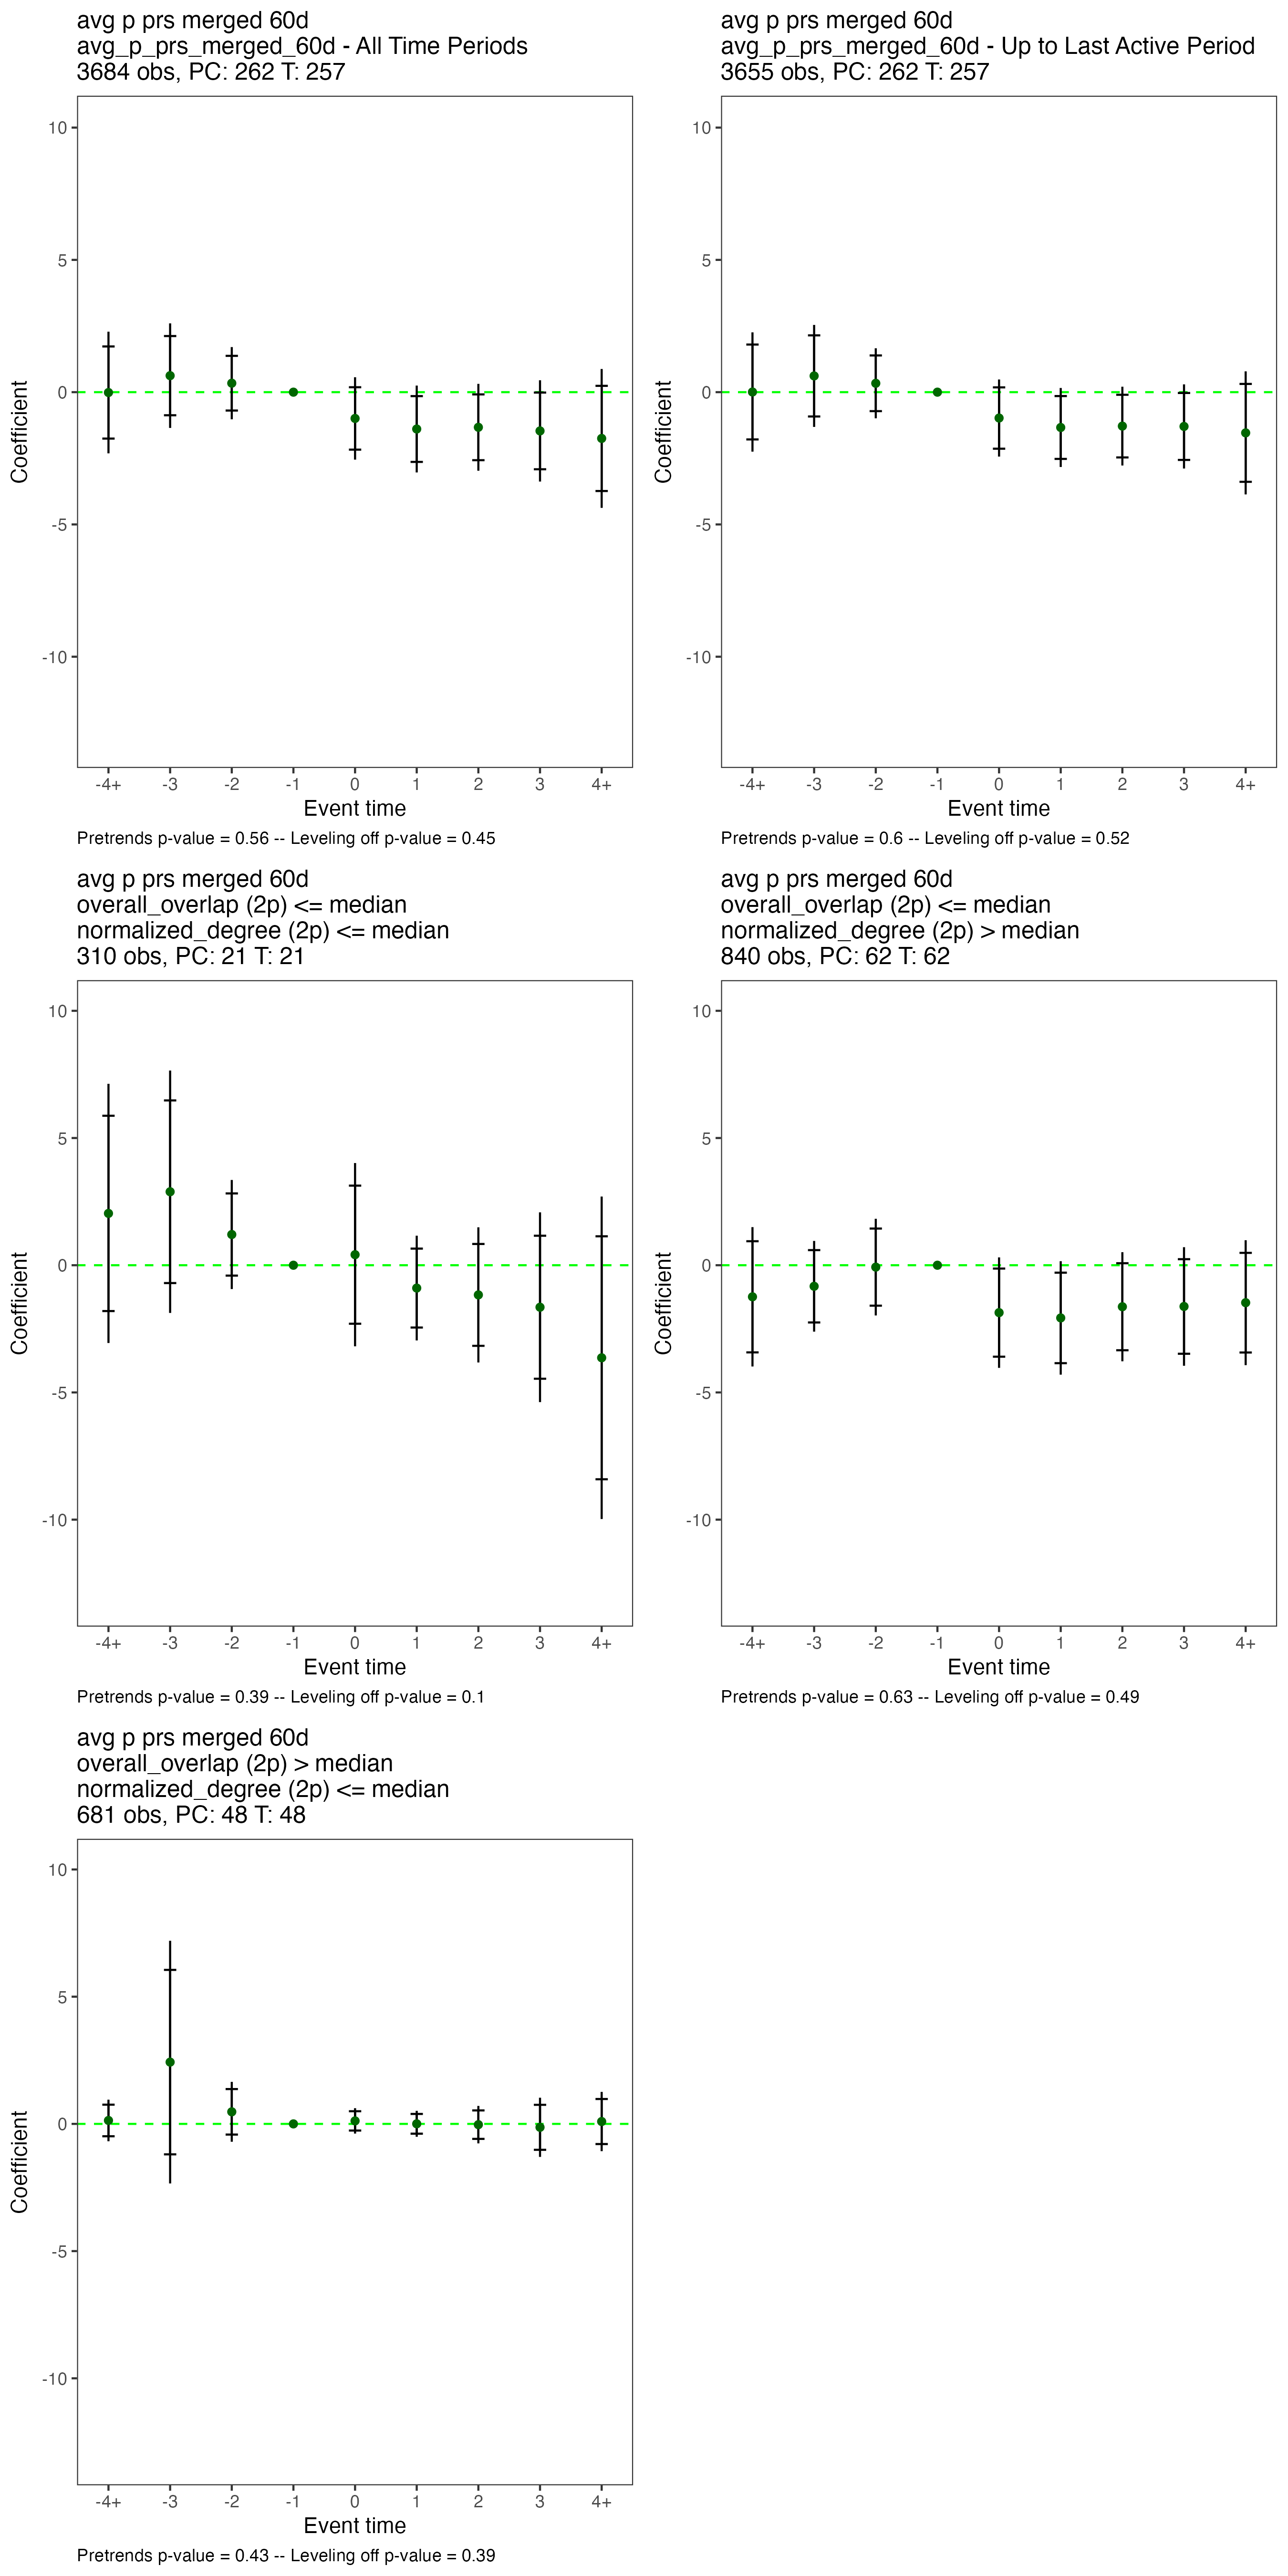 avg p prs merged 60d
avg_p_prs_merged_60d - All Time Periods
3684 obs, PC: 262 T: 257
10
5
0
-5
-10
Coefficient
-4+ -3 -2 -1 0 1 2 3 4+
Event time
Pretrends p-value = 0.56 -- Leveling off p-value = 0.45
avg p prs merged 60d
avg_p_prs_merged_60d - Up to Last Active Period
3655 obs, PC: 262 T: 257
10
5
0
-5
-10
Coefficient
-4+ -3 -2 -1 0 1 2 3 4+
Event time
Pretrends p-value = 0.6 -- Leveling off p-value = 0.52
avg p prs merged 60d
overall_overlap (2p) <= median
normalized_degree (2p) <= median
310 obs, PC: 21 T: 21
10
5
0
-5
-10
Coefficient
-4+ -3 -2 -1 0 1 2 3 4+
Event time
Pretrends p-value = 0.39 -- Leveling off p-value = 0.1
avg p prs merged 60d
overall_overlap (2p) <= median
normalized_degree (2p) > median
840 obs, PC: 62 T: 62
10
5
0
-5
-10
Coefficient
-4+ -3 -2 -1 0 1 2 3 4+
Event time
Pretrends p-value = 0.63 -- Leveling off p-value = 0.49
avg p prs merged 60d
overall_overlap (2p) > median
normalized_degree (2p) <= median
681 obs, PC: 48 T: 48
10
5
0
-5
-10
Coefficient
-4+ -3 -2 -1 0 1 2 3 4+
Event time
Pretrends p-value = 0.43 -- Leveling off p-value = 0.39